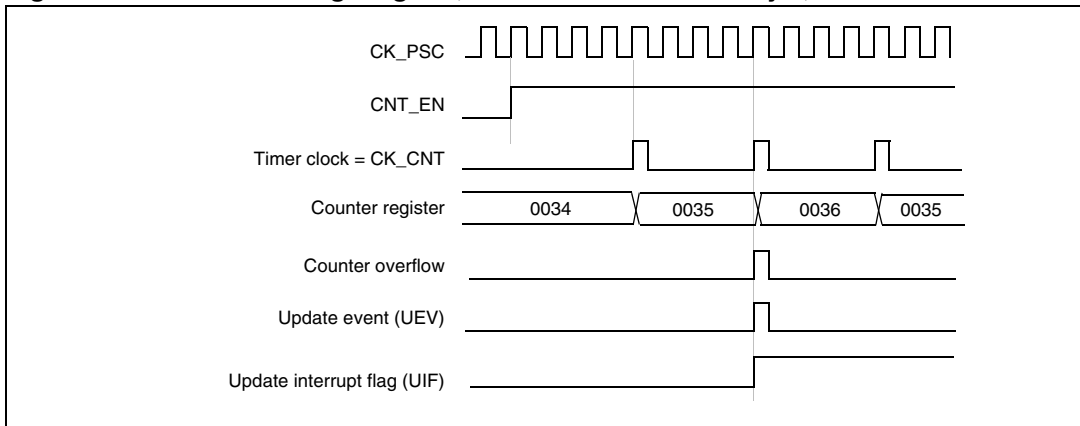 CK_PSC
CNT_EN
Timer clock = CK_CNT
Counter register 0034 0035 0036 0035
Counter overflow
Update event (UEV)
Update interrupt flag (UIF)